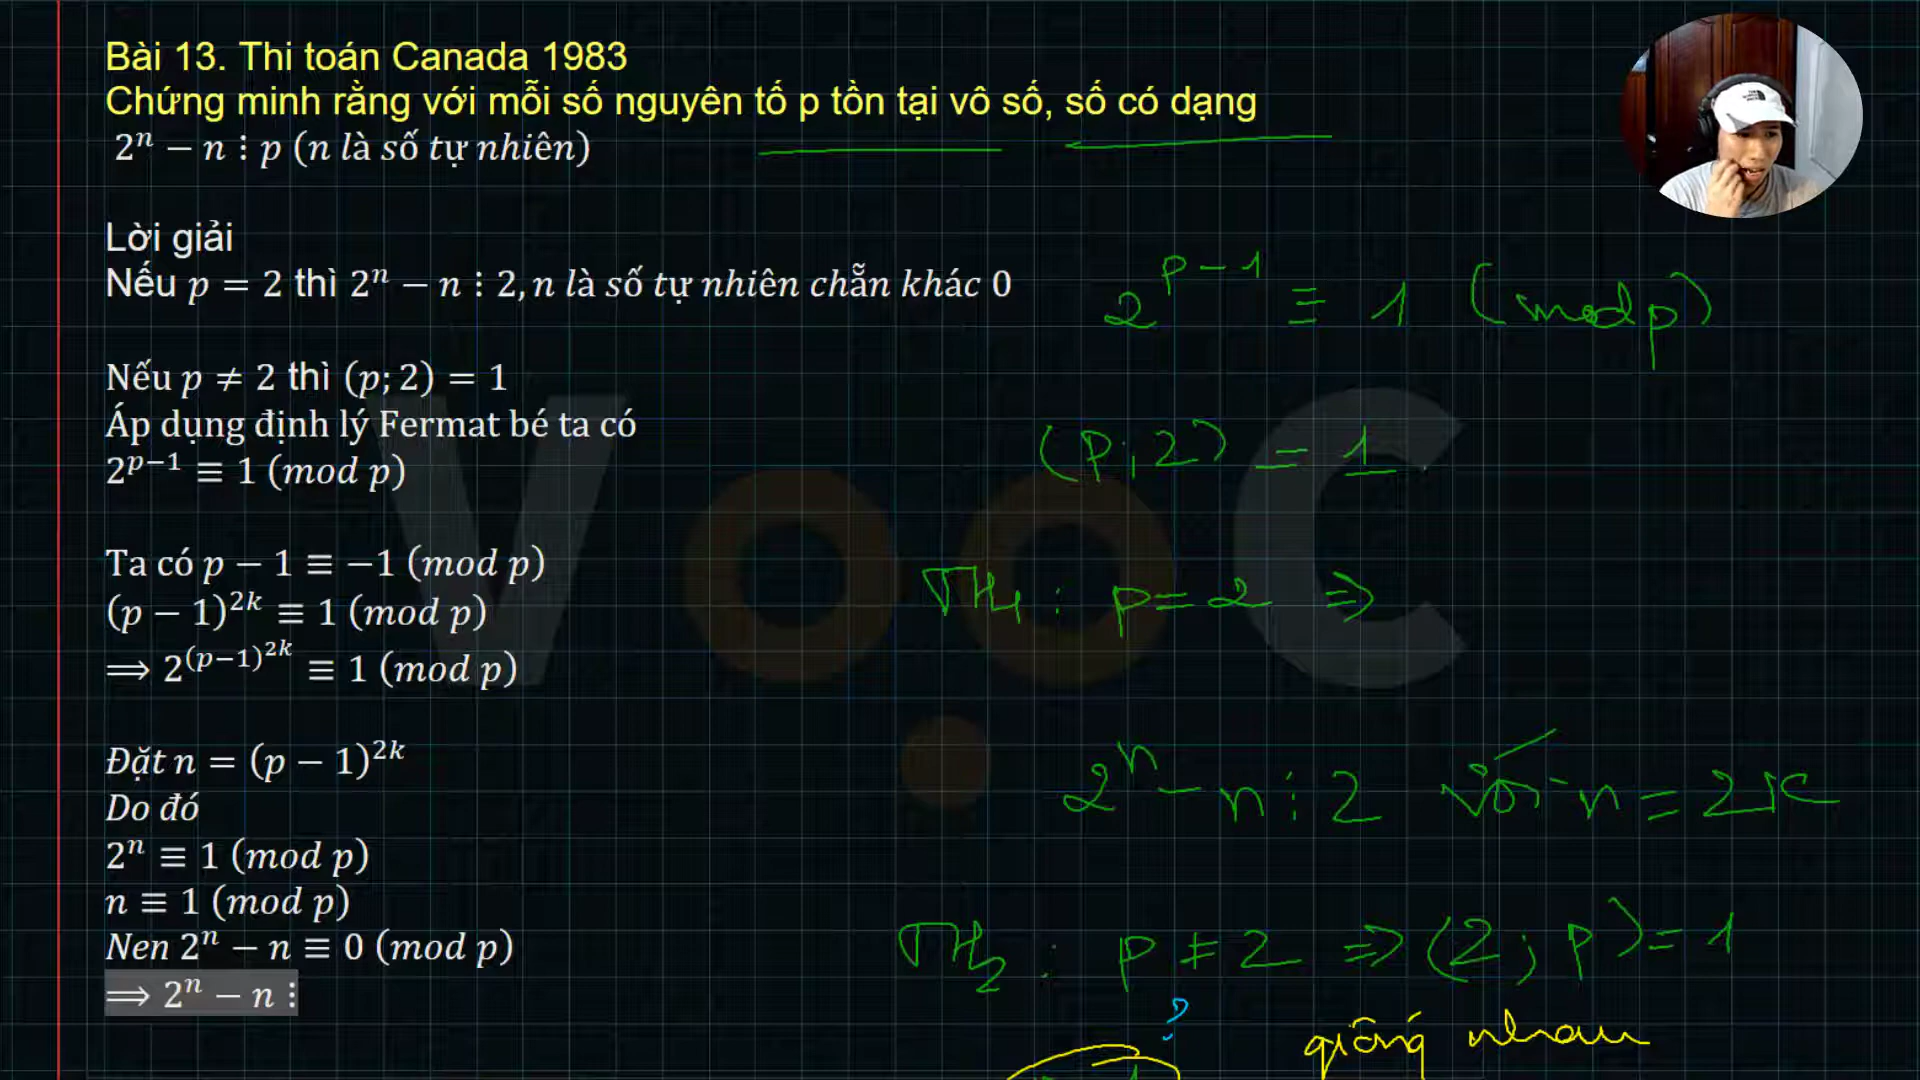 Bài 13. Thi toán Canada 1983
Chứng minh rằng với mỗi số nguyên tố p tồn tại vô số, số có dạng
2ⁿ − n ⋮ p (n là số tự nhiên)
Lời giải
Nếu p = 2 thì 2ⁿ − n ⋮ 2, n là số tự nhiên chẵn khác 0
Nếu p ≠ 2 thì (p; 2) = 1
Áp dụng định lý Fermat bé ta có
2^{p−1} ≡ 1 (mod p)
Ta có p − 1 ≡ −1 (mod p)
(p − 1)^{2k} ≡ 1 (mod p)
⟹ 2^{(p−1)^{2k}} ≡ 1 (mod p)
Đặt n = (p − 1)^{2k}
Do đó
2ⁿ ≡ 1 (mod p)
n ≡ 1 (mod p)
Nen 2ⁿ − n ≡ 0 (mod p)
⟹ 2ⁿ − n ⋮
2^{p−1} ≡ 1 (mod p)
(p; 2) = 1
TH₁ : p = 2 ⇒
2ⁿ − n ⋮ 2 với n = 2k
TH₂ : p ≠ 2 ⇒ (2; p) = 1
?
giống nhau
VOOC